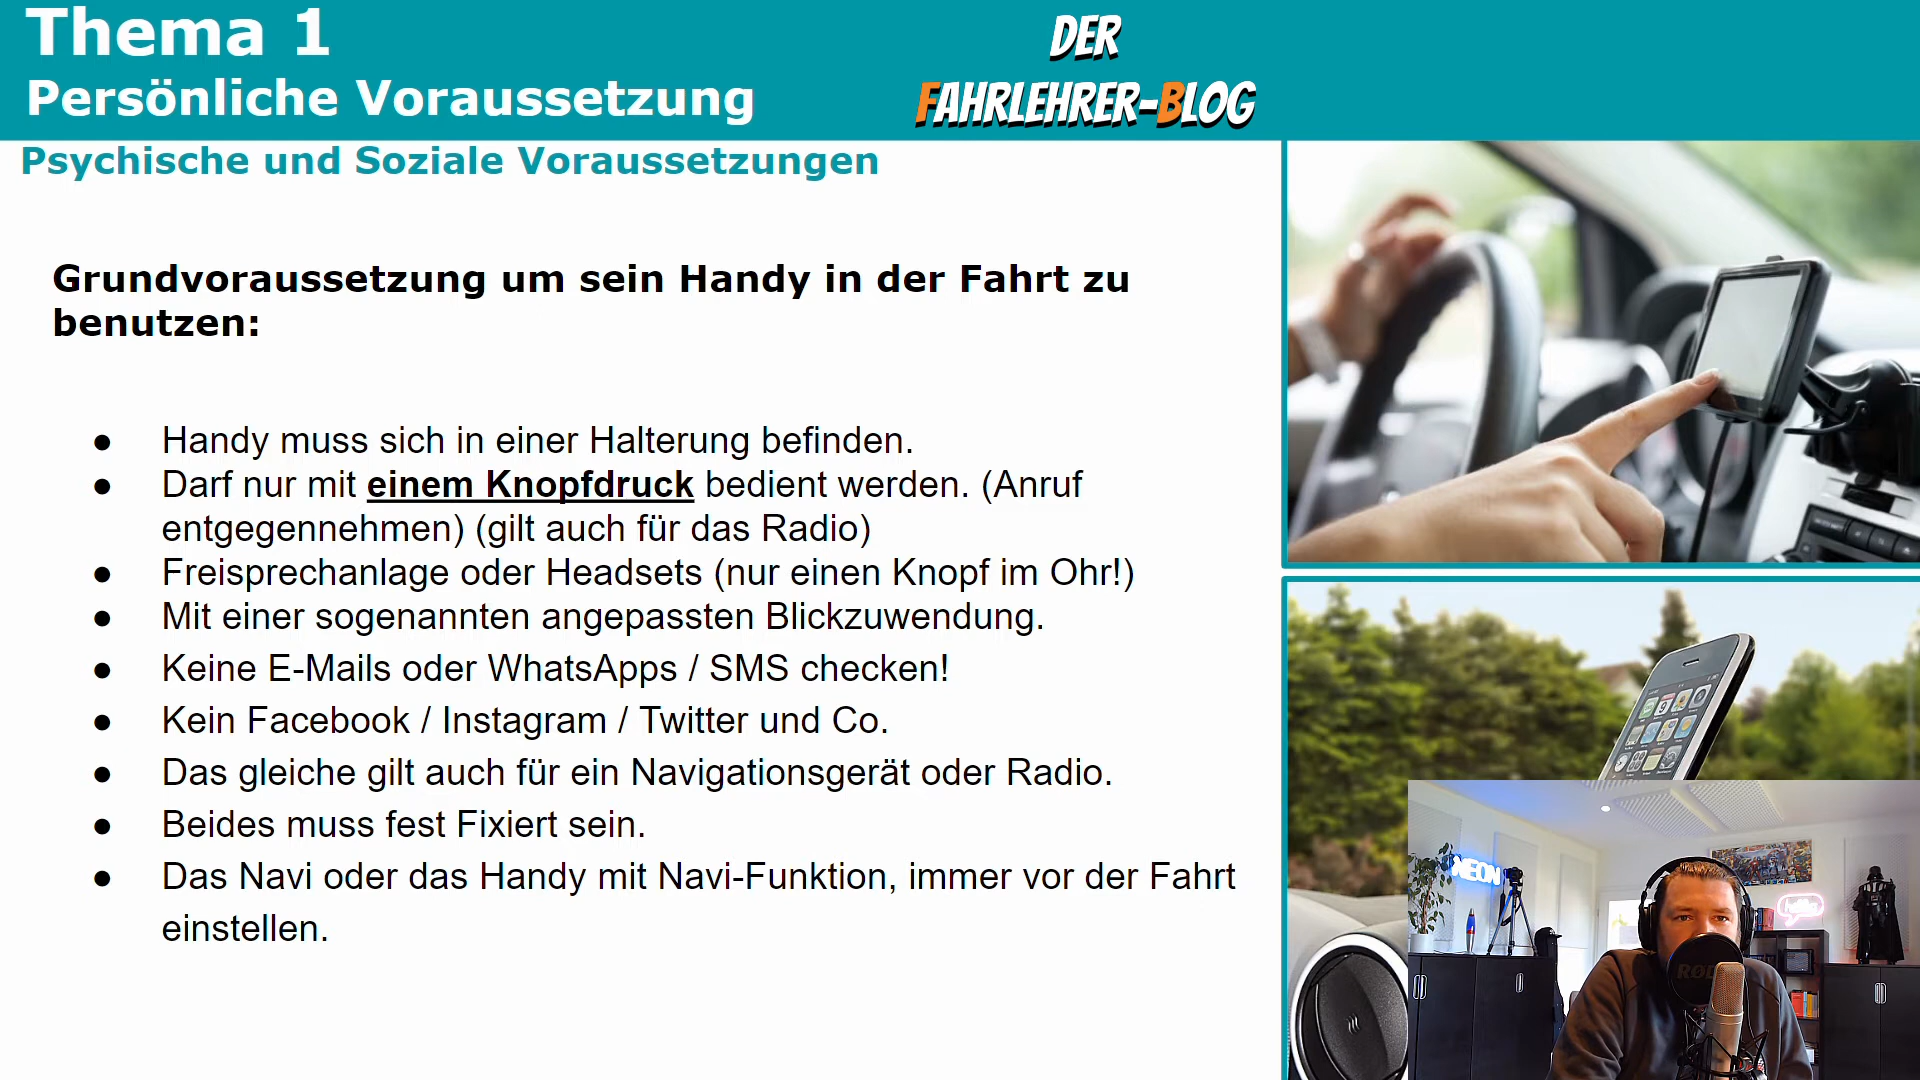 Thema 1
Persönliche Voraussetzung
DER
FAHRLEHRER-BLOG
Psychische und Soziale Voraussetzungen
Grundvoraussetzung um sein Handy in der Fahrt zu
benutzen:
● Handy muss sich in einer Halterung befinden.
● Darf nur mit einem Knopfdruck bedient werden. (Anruf
entgegennehmen) (gilt auch für das Radio)
● Freisprechanlage oder Headsets (nur einen Knopf im Ohr!)
● Mit einer sogenannten angepassten Blickzuwendung.
● Keine E-Mails oder WhatsApps / SMS checken!
● Kein Facebook / Instagram / Twitter und Co.
● Das gleiche gilt auch für ein Navigationsgerät oder Radio.
● Beides muss fest Fixiert sein.
● Das Navi oder das Handy mit Navi-Funktion, immer vor der Fahrt
einstellen.
NEON